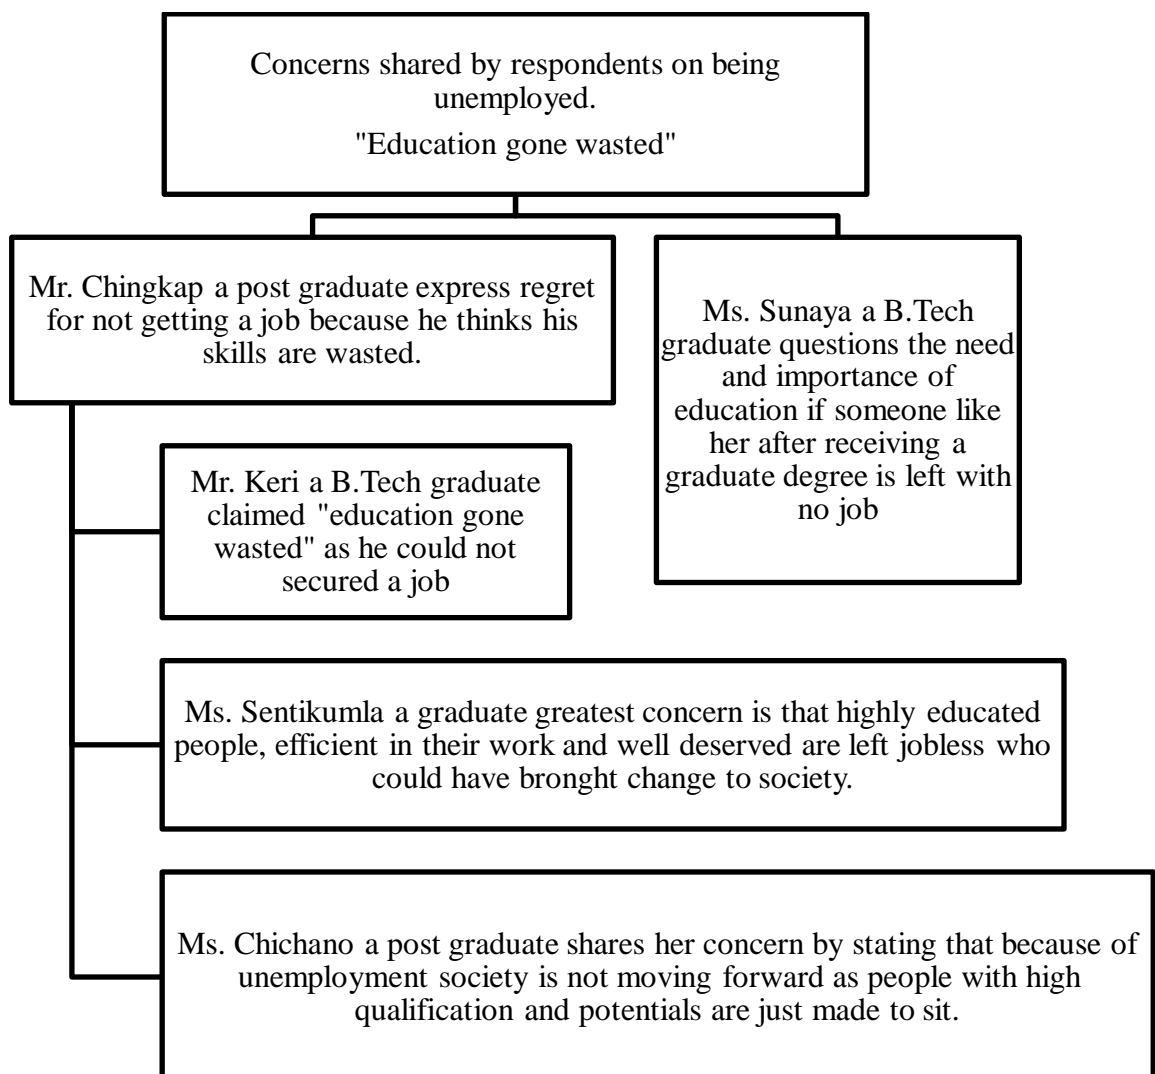 Concerns shared by respondents on being
unemployed.
"Education gone wasted"
Mr. Chingkap a post graduate express regret
for not getting a job because he thinks his
skills are wasted.
Ms. Sunaya a B.Tech
graduate questions the need
and importance of
education if someone like
her after receiving a
graduate degree is left with
no job
Mr. Keri a B.Tech graduate
claimed "education gone
wasted" as he could not
secured a job
Ms. Sentikumla a graduate greatest concern is that highly educated
people, efficient in their work and well deserved are left jobless who
could have bronght change to society.
Ms. Chichano a post graduate shares her concern by stating that because of
unemployment society is not moving forward as people with high
qualification and potentials are just made to sit.